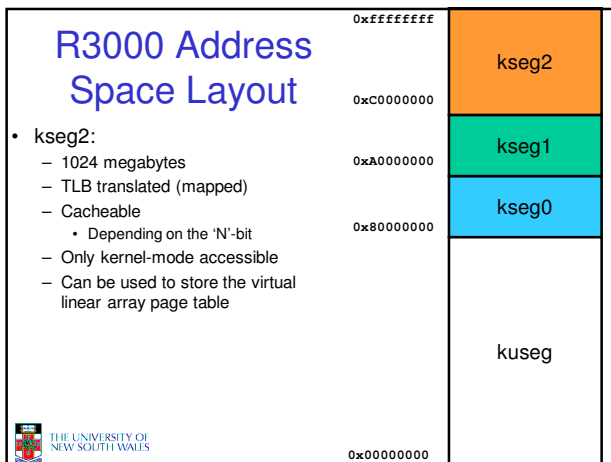 R3000 Address
Space Layout
• kseg2:
– 1024 megabytes
– TLB translated (mapped)
– Cacheable
• Depending on the ‘N’-bit
– Only kernel-mode accessible
– Can be used to store the virtual
linear array page table
THE UNIVERSITY OF
NEW SOUTH WALES
0xffffffff
kseg2
0xC0000000
kseg1
0xA0000000
kseg0
0x80000000
kuseg
0x00000000